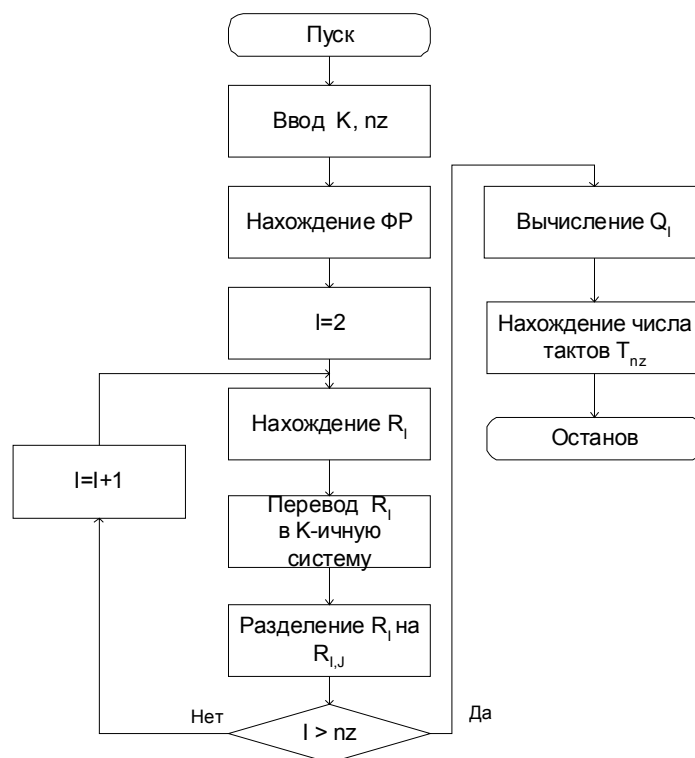 Пуск
Ввод K, nz
Нахождение ФР
I=2
Нахождение R_I
Перевод R_I
в K-ичную
систему
Разделение R_I на
R_I,J
I > nz
Нет
Да
I=I+1
Вычисление Q_I
Нахождение числа
тактов T_nz
Останов